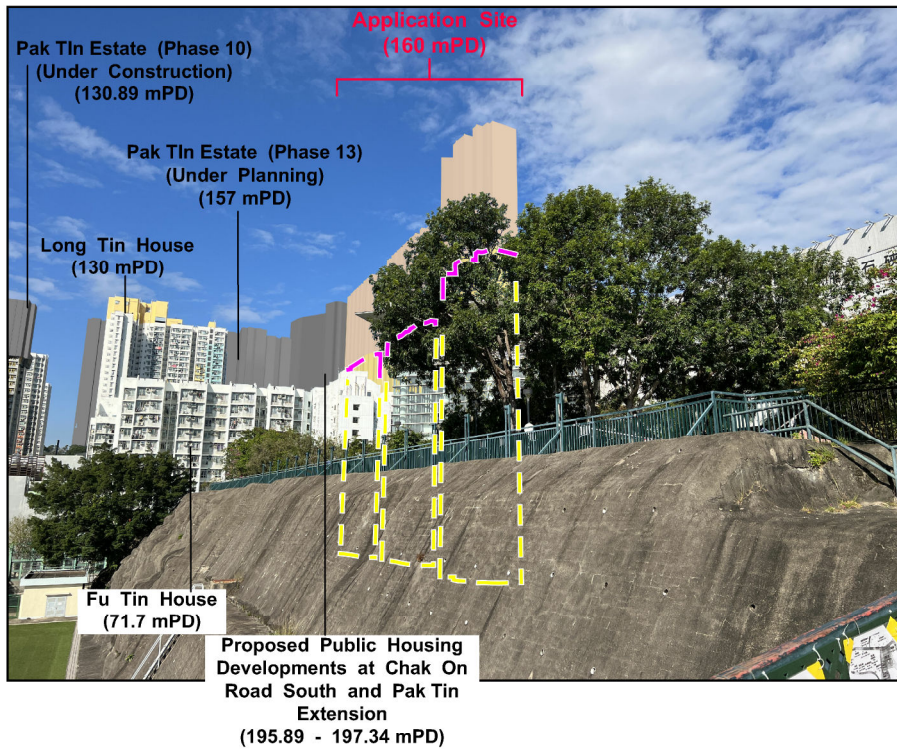 Application Site
(160 mPD)
Pak TIn Estate (Phase 10)
(Under Construction)
(130.89 mPD)
Pak TIn Estate (Phase 13)
(Under Planning)
(157 mPD)
Long Tin House
(130 mPD)
Fu Tin House
(71.7 mPD)
Proposed Public Housing
Developments at Chak On
Road South and Pak Tin
Extension
(195.89 - 197.34 mPD)